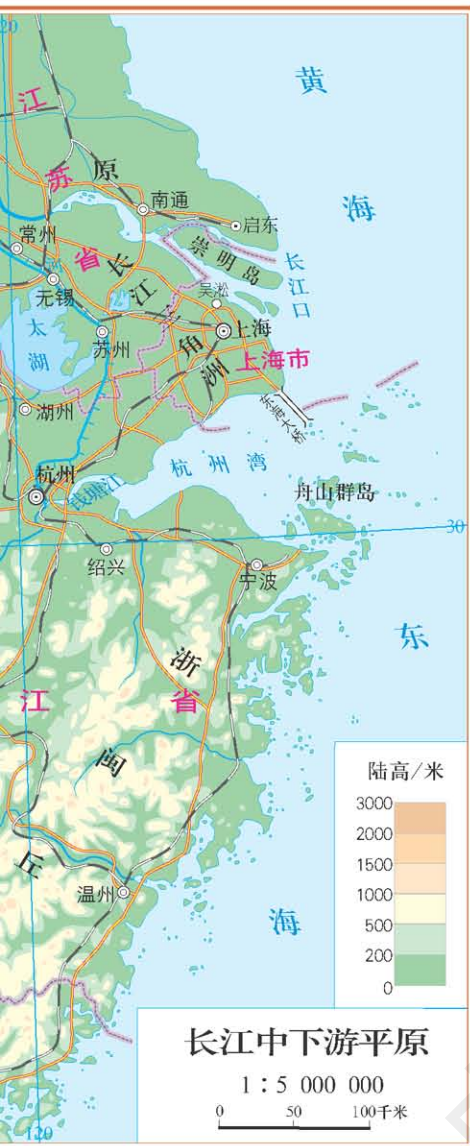 20
黄
海
江
苏
省
原
南通
启东
常州
崇明岛
长江口
无锡
长
江
三
角
洲
吴淞
太
湖
苏州
上海
上海市
湖州
东海大桥
杭州
杭州湾
钱塘江
舟山群岛
30
绍兴
宁波
东
浙
江
省
闽
丘
温州
海
陆高/米
3000
2000
1500
1000
500
200
0
长江中下游平原
1:5 000 000
0 50 100千米
120